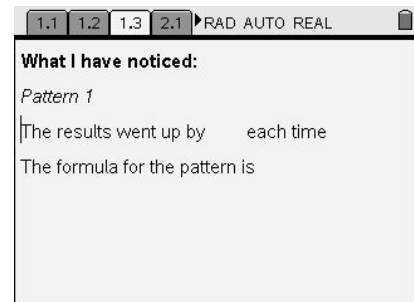 1.1 1.2 1.3 2.1 RAD AUTO REAL
What I have noticed:
Pattern 1
The results went up by each time
The formula for the pattern is